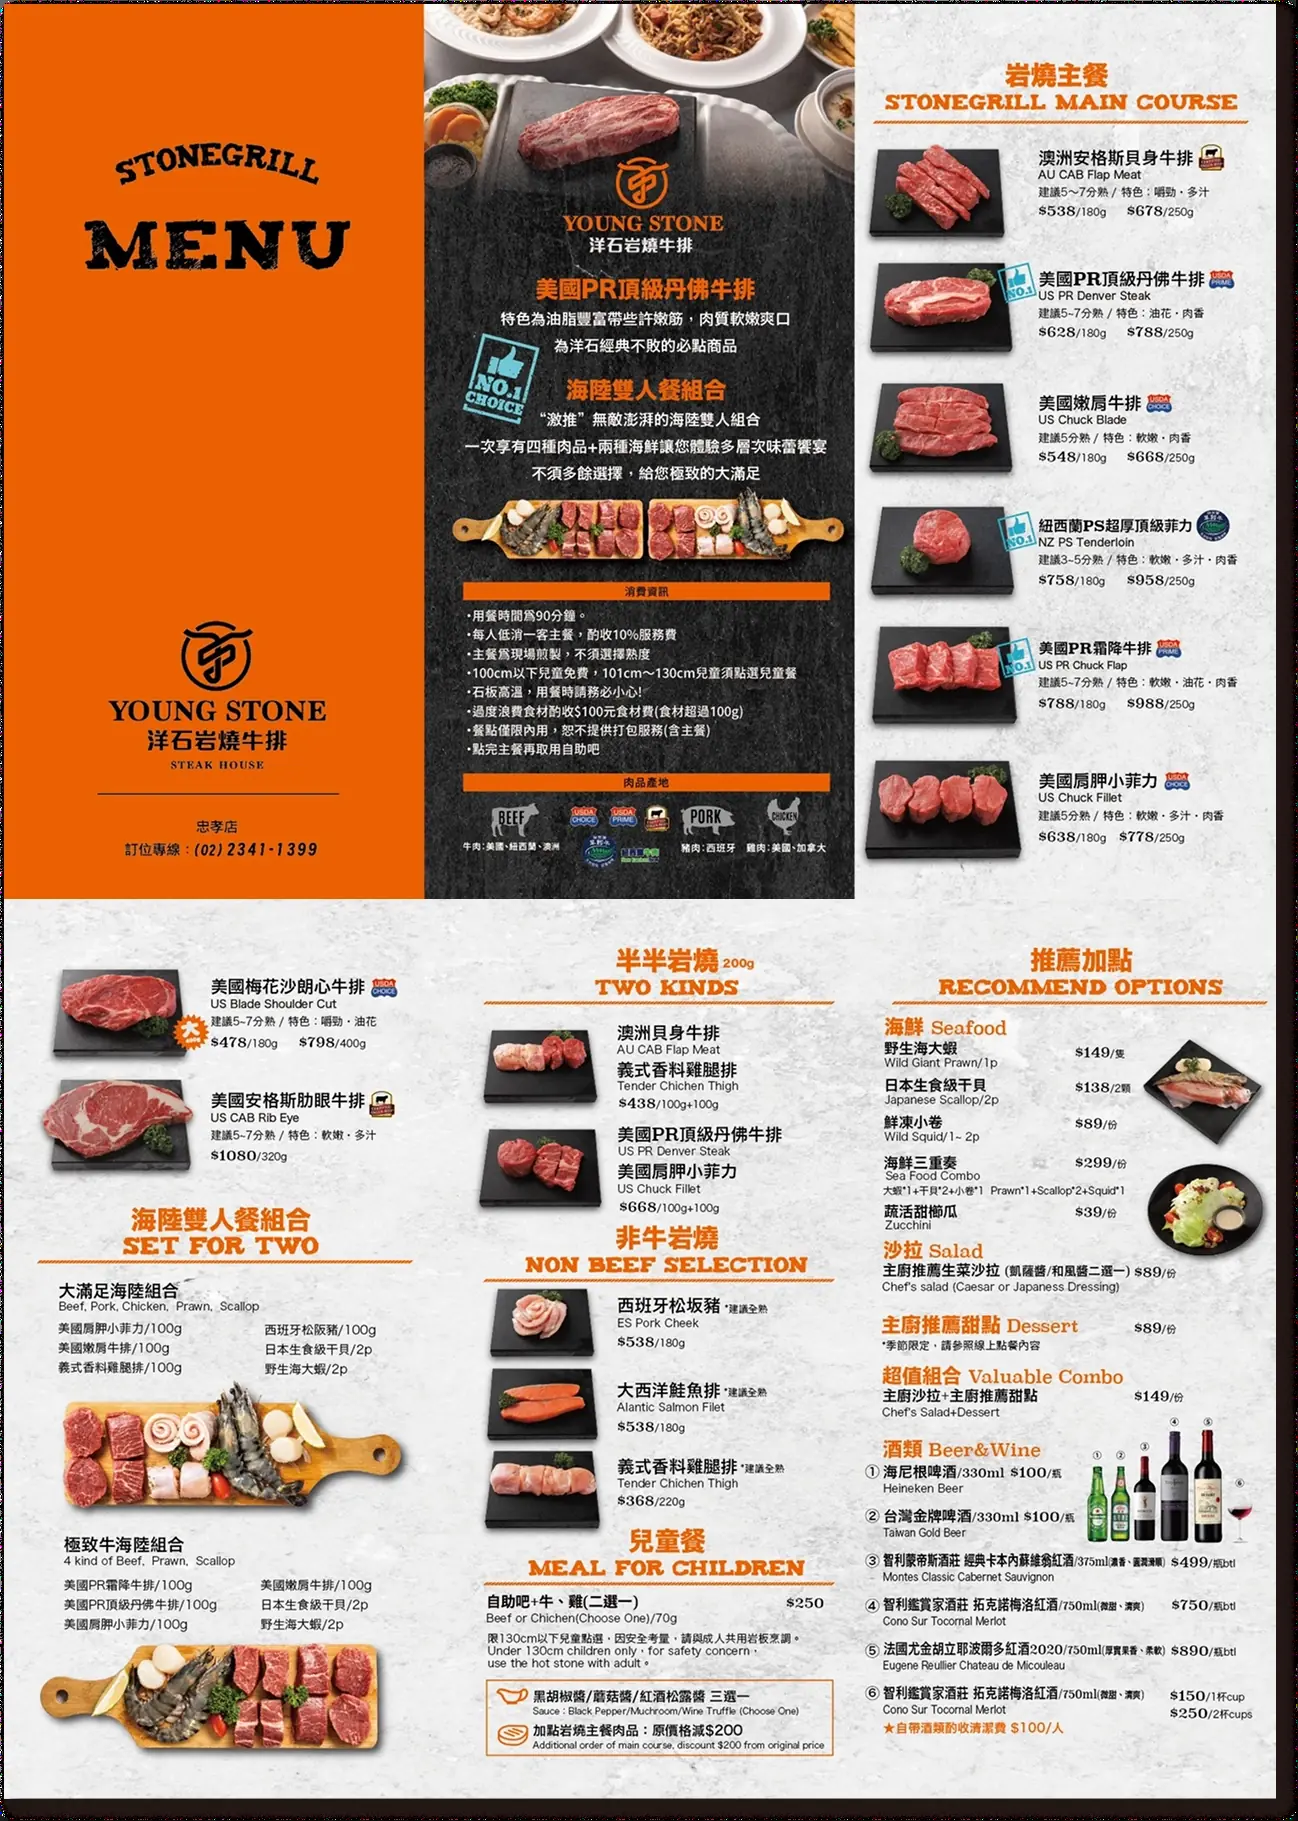 STONEGRILL
MENU
YOUNG STONE
洋石岩燒牛排
STEAK HOUSE
忠孝店
訂位專線：(02) 2341-1399
YOUNG STONE
洋石岩燒牛排
美國PR頂級丹佛牛排
特色為油脂豐富帶些許嫩筋，肉質軟嫩爽口
為洋石經典不敗的必點商品
NO.1
CHOICE
海陸雙人餐組合
“激推”無敵澎湃的海陸雙人組合
一次享有四種肉品+兩種海鮮讓您體驗多層次味蕾饗宴
不須多餘選擇，給您極致的大滿足
消費資訊
•用餐時間為90分鐘。
•每人低消一客主餐，酌收10%服務費
•主餐為現場煎製，不須選擇熟度
•100cm以下兒童免費，101cm～130cm兒童須點選兒童餐
•石板高溫，用餐時請務必小心!
•過度浪費食材酌收$100元食材費(食材超過100g)
•餐點僅限內用，恕不提供打包服務(含主餐)
•點完主餐再取用自助吧
肉品產地
BEEF
USDA CHOICE
USDA PRIME
PORK
CHICKEN
牛肉:美國、紐西蘭、澳洲
豬肉:西班牙
雞肉:美國、加拿大
岩燒主餐
STONEGRILL MAIN COURSE
澳洲安格斯貝身牛排
AU CAB Flap Meat
建議5～7分熟 / 特色：嚼勁・多汁
$538/180g $678/250g
NO.1
美國PR頂級丹佛牛排 USDA PRIME
US PR Denver Steak
建議5~7分熟 / 特色：油花・肉香
$628/180g $788/250g
美國嫩肩牛排 USDA CHOICE
US Chuck Blade
建議5分熟 / 特色：軟嫩・肉香
$548/180g $668/250g
NO.1
紐西蘭PS超厚頂級菲力
NZ PS Tenderloin
建議3~5分熟 / 特色：軟嫩・多汁・肉香
$758/180g $958/250g
NO.1
美國PR霜降牛排 USDA PRIME
US PR Chuck Flap
建議5~7分熟 / 特色：軟嫩・油花・肉香
$788/180g $988/250g
美國肩胛小菲力 USDA CHOICE
US Chuck Fillet
建議5分熟 / 特色：軟嫩・多汁・肉香
$638/180g $778/250g
美國梅花沙朗心牛排 USDA CHOICE
US Blade Shoulder Cut
建議5~7分熟 / 特色：嚼勁・油花
大
$478/180g $798/400g
美國安格斯肋眼牛排
US CAB Rib Eye
建議5~7分熟 / 特色：軟嫩・多汁
$1080/320g
海陸雙人餐組合
SET FOR TWO
大滿足海陸組合
Beef, Pork, Chicken, Prawn, Scallop
美國肩胛小菲力/100g 西班牙松阪豬/100g
美國嫩肩牛排/100g 日本生食級干貝/2p
義式香料雞腿排/100g 野生海大蝦/2p
極致牛海陸組合
4 kind of Beef, Prawn, Scallop
美國PR霜降牛排/100g 美國嫩肩牛排/100g
美國PR頂級丹佛牛排/100g 日本生食級干貝/2p
美國肩胛小菲力/100g 野生海大蝦/2p
半半岩燒 200g
TWO KINDS
澳洲貝身牛排
AU CAB Flap Meat
義式香料雞腿排
Tender Chichen Thigh
$438/100g+100g
美國PR頂級丹佛牛排
US PR Denver Steak
美國肩胛小菲力
US Chuck Fillet
$668/100g+100g
非牛岩燒
NON BEEF SELECTION
西班牙松坂豬 *建議全熟
ES Pork Cheek
$538/180g
大西洋鮭魚排 *建議全熟
Alantic Salmon Filet
$538/180g
義式香料雞腿排 *建議全熟
Tender Chichen Thigh
$368/220g
兒童餐
MEAL FOR CHILDREN
自助吧+牛、雞(二選一) $250
Beef or Chichen(Choose One)/70g
限130cm以下兒童點選，因安全考量，請與成人共用岩板烹調。
Under 130cm children only，for safety concern，
use the hot stone with adult。
黑胡椒醬/蘑菇醬/紅酒松露醬 三選一
Sauce：Black Pepper/Muchroom/Wine Truffle (Choose One)
加點岩燒主餐肉品：原價格減$200
Additional order of main course, discount $200 from original price
推薦加點
RECOMMEND OPTIONS
海鮮 Seafood
野生海大蝦 $149/隻
Wild Giant Prawn/1p
日本生食級干貝 $138/2顆
Japanese Scallop/2p
鮮凍小卷 $89/份
Wild Squid/1~2p
海鮮三重奏 $299/份
Sea Food Combo
大蝦*1+干貝*2+小卷*1 Prawn*1+Scallop*2+Squid*1
蔬活甜櫛瓜 $39/份
Zucchini
沙拉 Salad
主廚推薦生菜沙拉 (凱薩醬/和風醬二選一) $89/份
Chef's salad (Caesar or Japaness Dressing)
主廚推薦甜點 Dessert $89/份
*季節限定，請參照線上點餐內容
超值組合 Valuable Combo
主廚沙拉+主廚推薦甜點 $149/份
Chef's Salad+Dessert
酒類 Beer&Wine
① ② ③ ④ ⑤ ⑥
① 海尼根啤酒/330ml $100/瓶
Heineken Beer
② 台灣金牌啤酒/330ml $100/瓶
Taiwan Gold Beer
③ 智利蒙帝斯酒莊 經典卡本內蘇維翁紅酒/375ml(濃香、圓潤滑順) $499/瓶btl
Montes Classic Cabernet Sauvignon
④ 智利鑑賞家酒莊 拓克諾梅洛紅酒/750ml(微甜、清爽) $750/瓶btl
Cono Sur Tocornal Merlot
⑤ 法國尤金胡立耶波爾多紅酒2020/750ml(厚實果香、柔軟) $890/瓶btl
Eugene Reullier Chateau de Micouleau
⑥ 智利鑑賞家酒莊 拓克諾梅洛紅酒/750ml(微甜、清爽) $150/1杯cup
Cono Sur Tocornal Merlot $250/2杯cups
★自帶酒類酌收清潔費 $100/人